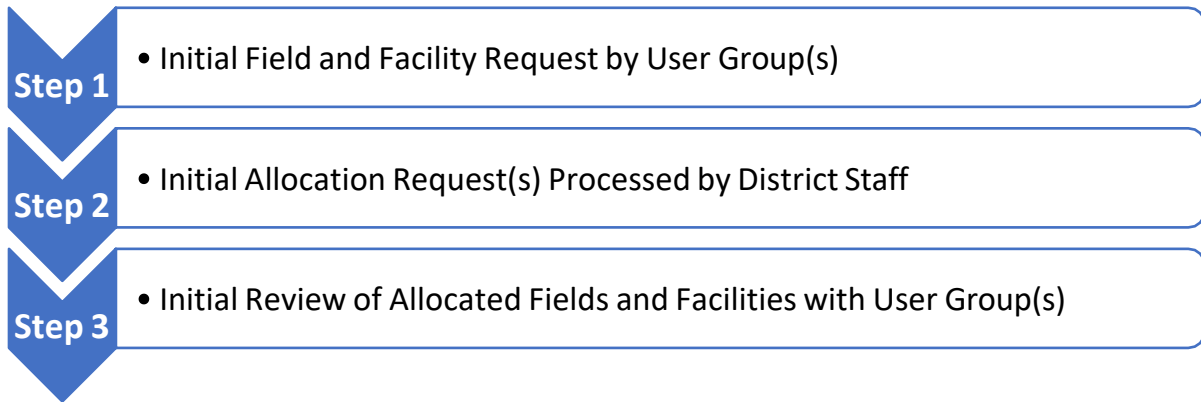 Step 1
• Initial Field and Facility Request by User Group(s)
Step 2
• Initial Allocation Request(s) Processed by District Staff
Step 3
• Initial Review of Allocated Fields and Facilities with User Group(s)